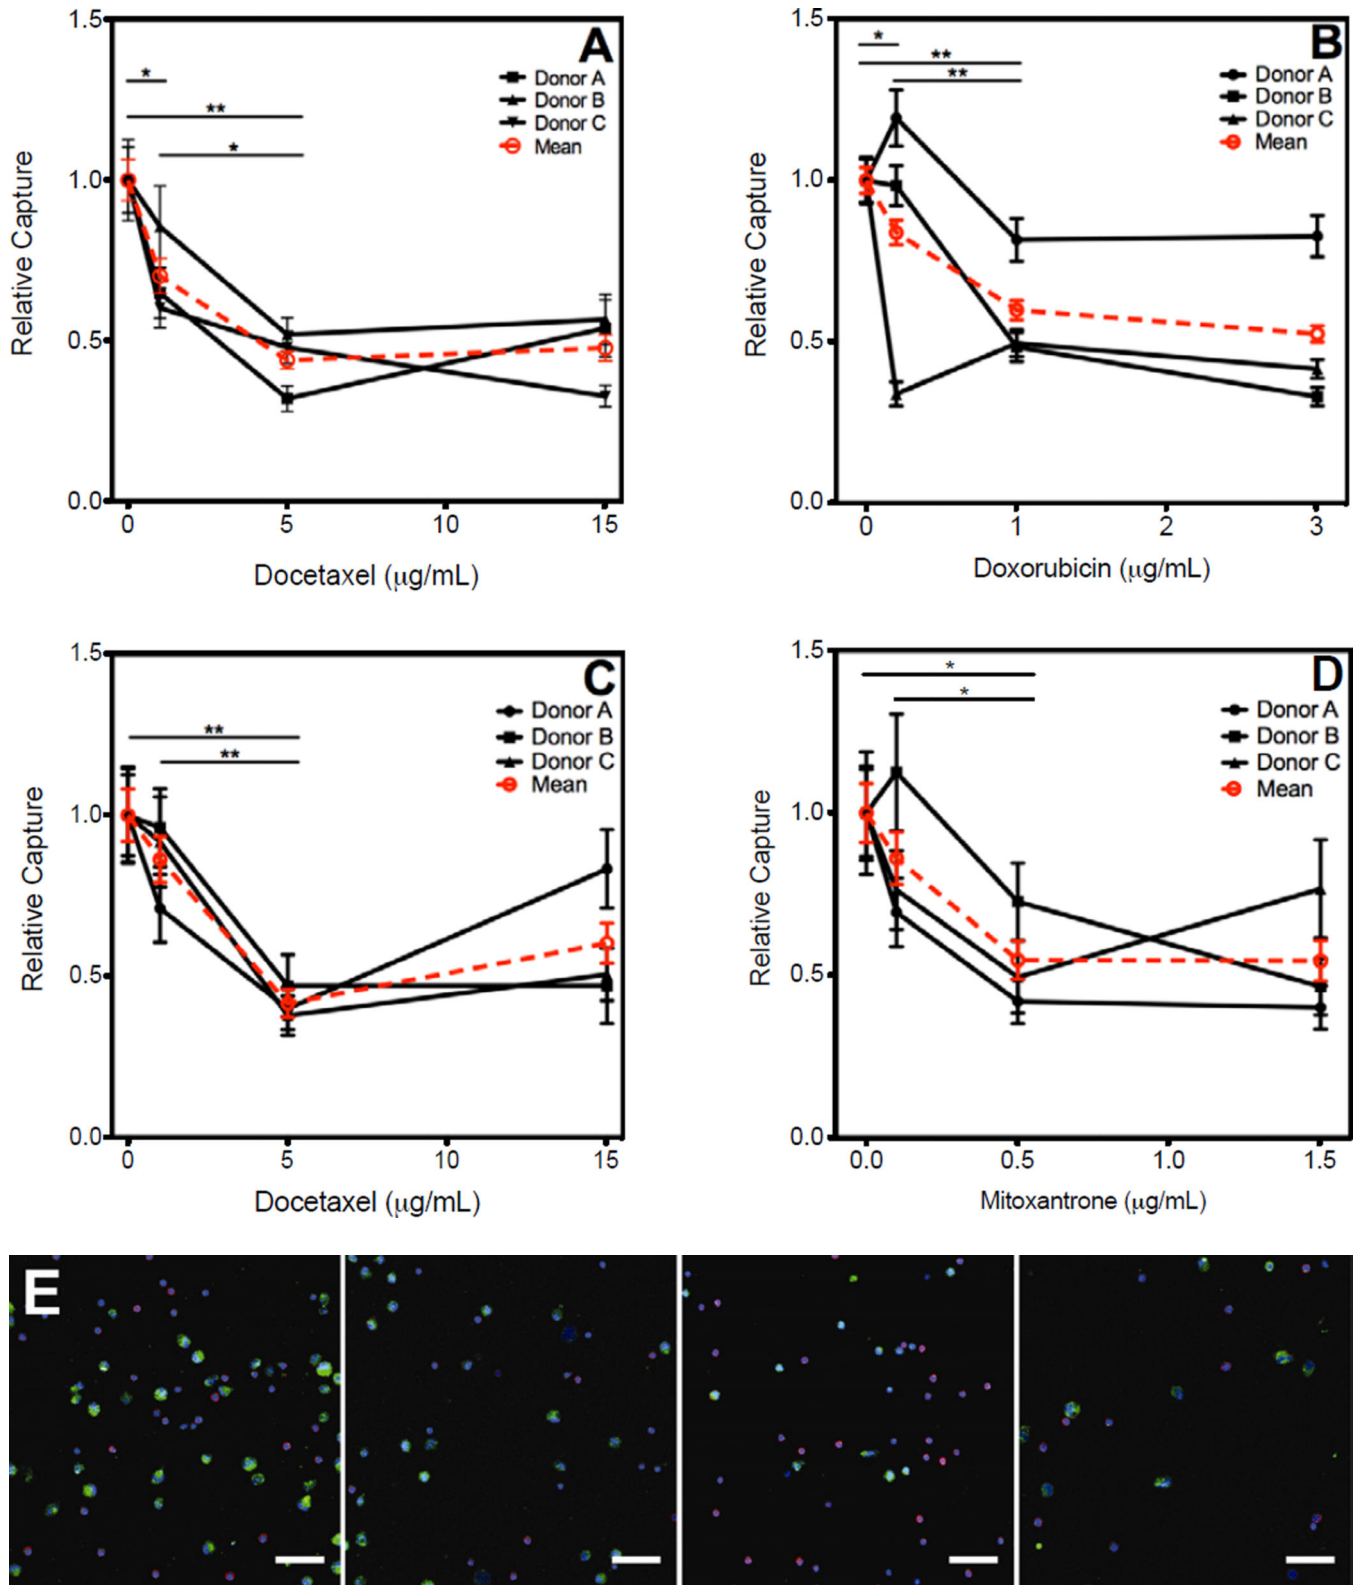 A
1.5
1.0
0.5
0.0
Relative Capture
*
**
*
Donor A
Donor B
Donor C
Mean
0 5 10 15
Docetaxel (µg/mL)
B
1.5
1.0
0.5
0.0
Relative Capture
*
**
**
Donor A
Donor B
Donor C
Mean
0 1 2 3
Doxorubicin (µg/mL)
C
1.5
1.0
0.5
0.0
Relative Capture
**
**
Donor A
Donor B
Donor C
Mean
0 5 10 15
Docetaxel (µg/mL)
D
1.5
1.0
0.5
0.0
Relative Capture
*
*
Donor A
Donor B
Donor C
Mean
0.0 0.5 1.0 1.5
Mitoxantrone (µg/mL)
E